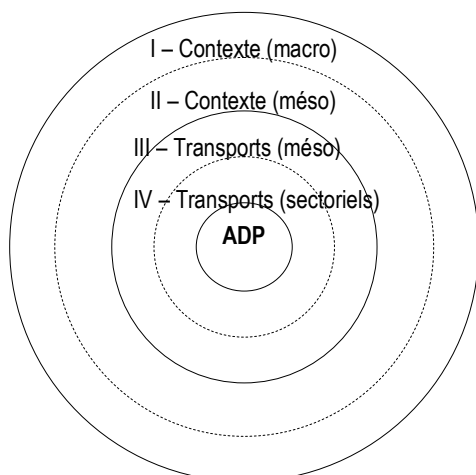 I – Contexte (macro)
II – Contexte (méso)
III – Transports (méso)
IV – Transports (sectoriels)
ADP